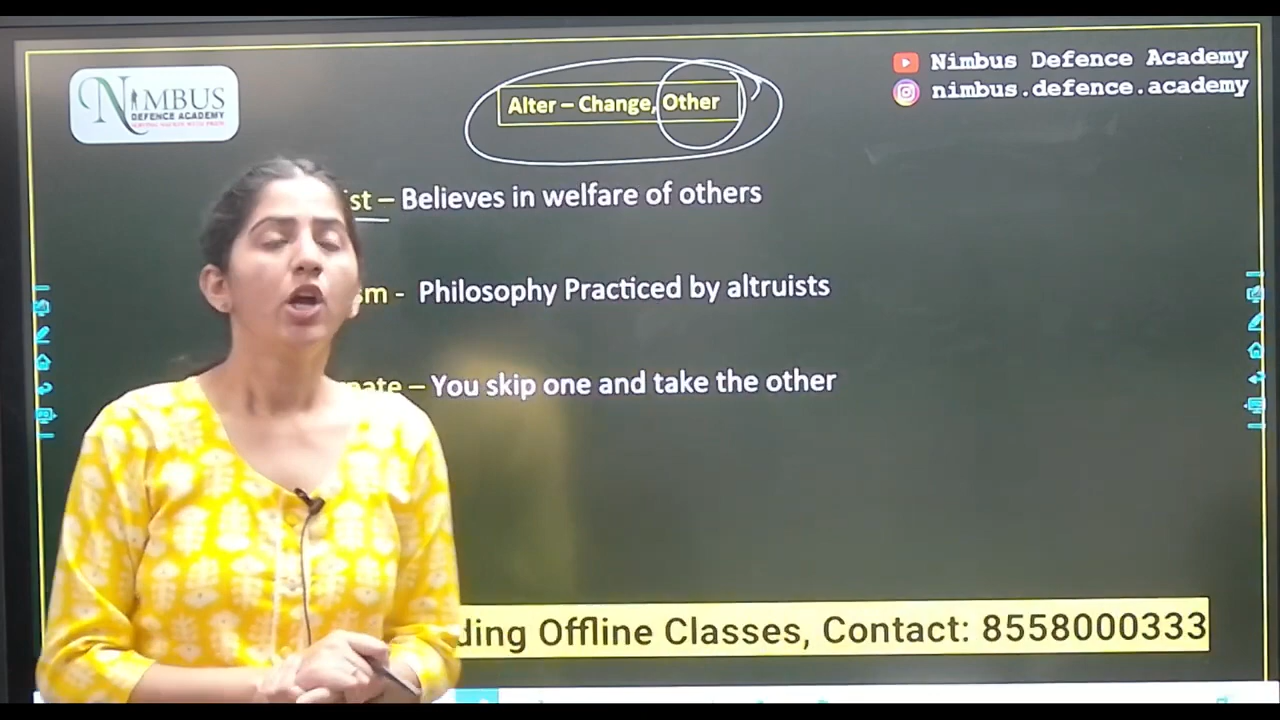 NIMBUS
DEFENCE ACADEMY
Nimbus Defence Academy
nimbus.defence.academy
Alter – Change, Other
ist – Believes in welfare of others
sm - Philosophy Practiced by altruists
nate – You skip one and take the other
ding Offline Classes, Contact: 8558000333